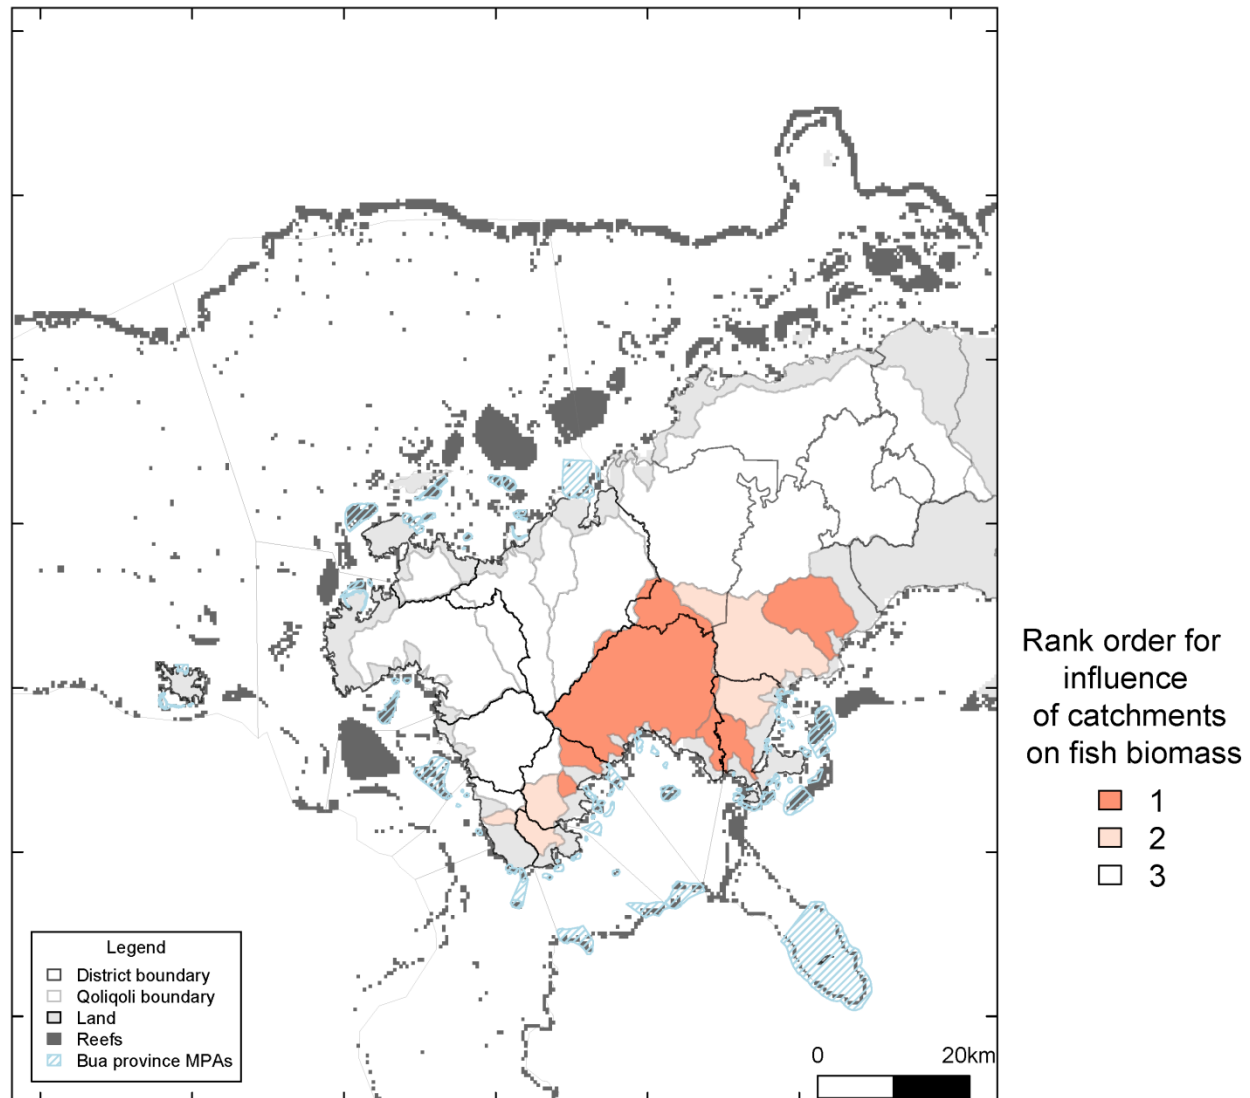 Rank order for
influence
of catchments
on fish biomass
1
2
3
Legend
District boundary
Qoliqoli boundary
Land
Reefs
Bua province MPAs
0 20km